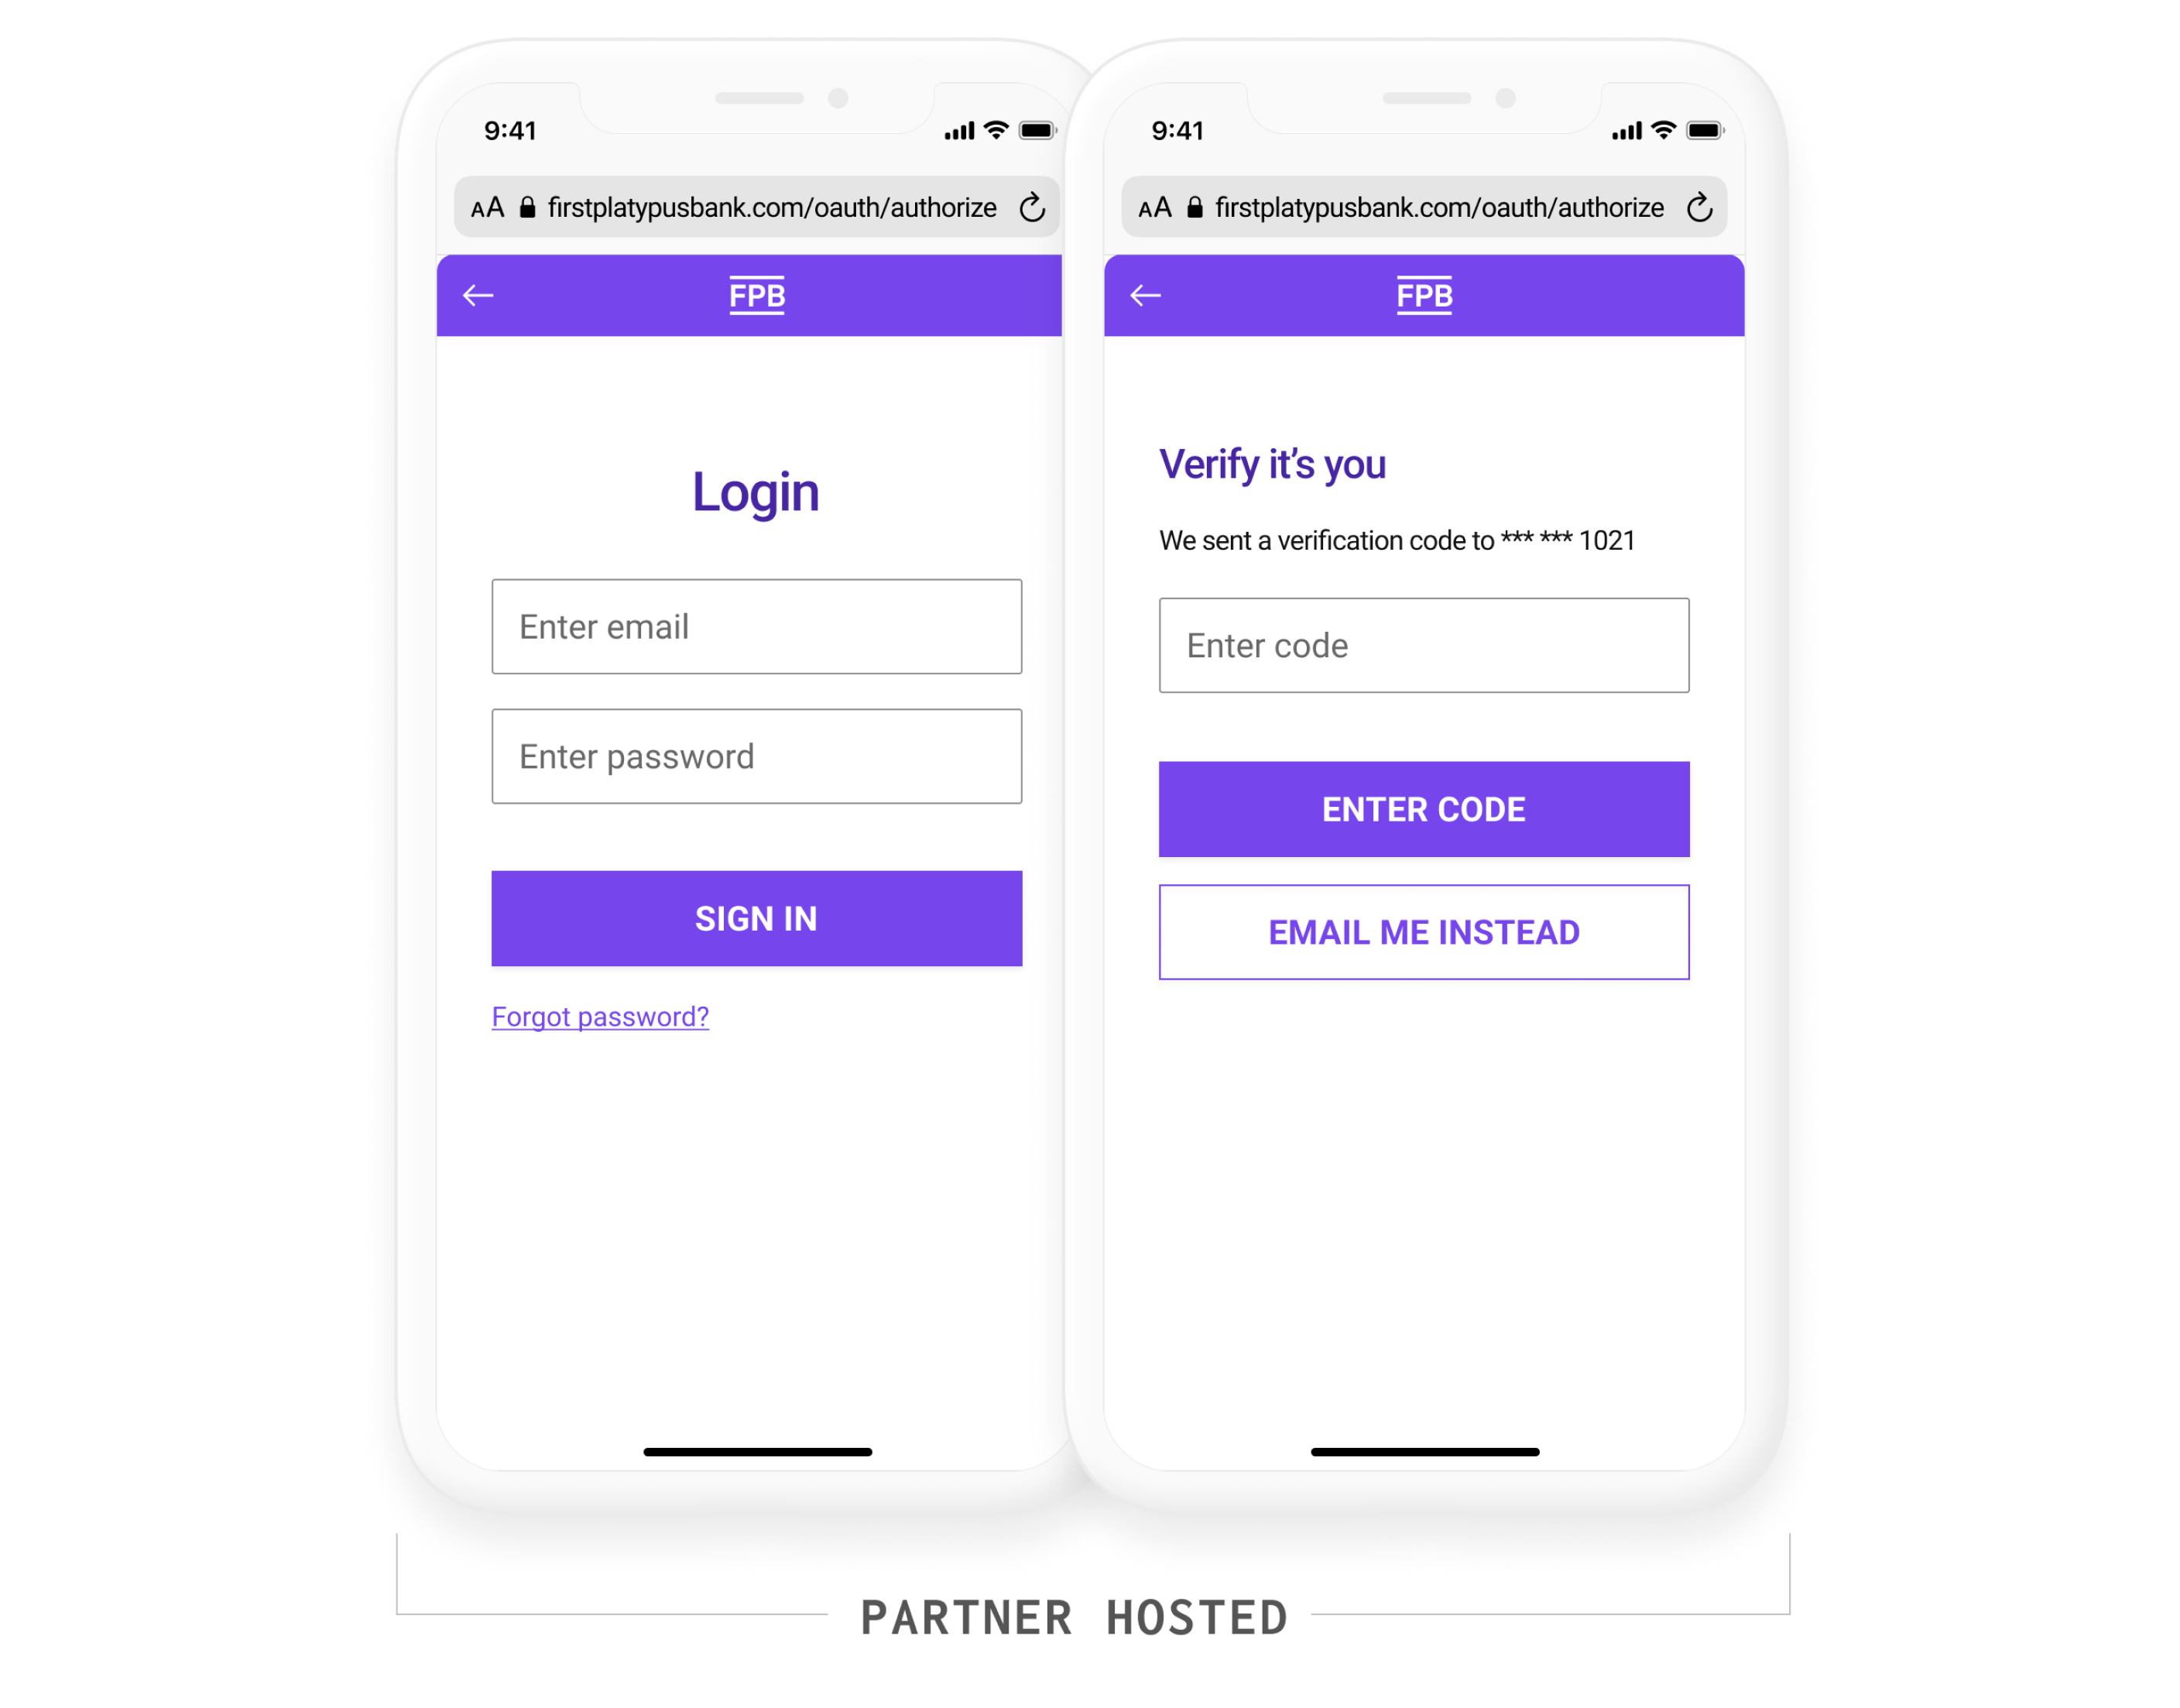 9:41
AA firstplatypusbank.com/oauth/authorize
FPB
Login
Enter email
Enter password
SIGN IN
Forgot password?
9:41
AA firstplatypusbank.com/oauth/authorize
FPB
Verify it’s you
We sent a verification code to *** *** 1021
Enter code
ENTER CODE
EMAIL ME INSTEAD
PARTNER HOSTED